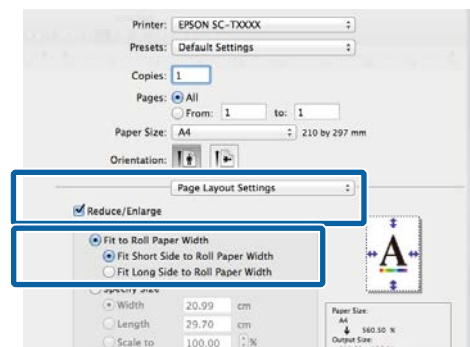 Printer: EPSON SC-TXXXX
Presets: Default Settings
Copies: 1
Pages: All
From: 1 to: 1
Paper Size: A4 210 by 297 mm
Orientation:
Page Layout Settings
Reduce/Enlarge
Fit to Roll Paper Width
Fit Short Side to Roll Paper Width
Fit Long Side to Roll Paper Width
Specify Size
Width 20.99 cm
Length 29.70 cm
Scale to 100.00 %
A
Paper Size:
A4
560.50 %
Output Size: